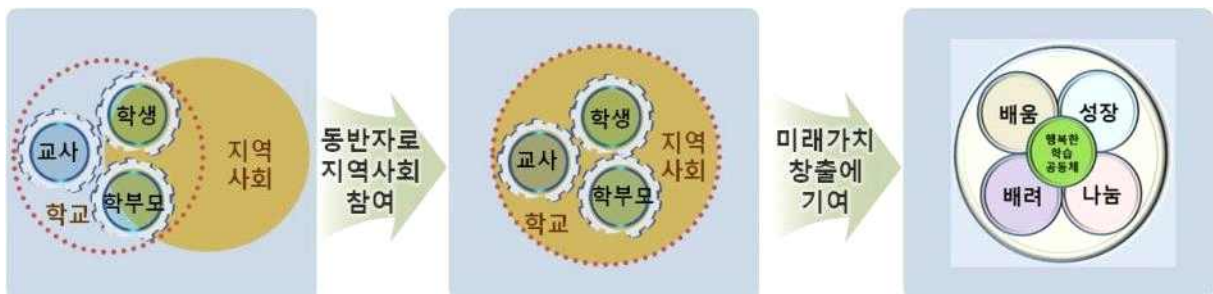 학생
교사
학부모
학교
지역
사회
동반자로
지역사회
참여
학생
교사
학부모
학교
지역
사회
미래가치
창출에
기여
배움
성장
행복한
학습
공동체
배려
나눔